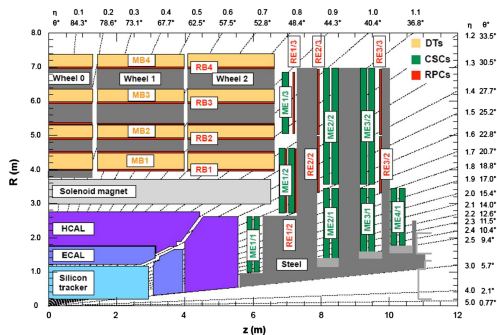 η 0.1 0.2 0.3 0.4 0.5 0.6 0.7 0.8 0.9 1.0 1.1 η θ°
θ° 84.3° 78.6° 73.1° 67.7° 62.5° 57.5° 52.8° 48.4° 44.3° 40.4° 36.8°
R (m)
8.0
7.0
6.0
5.0
4.0
3.0
2.0
1.0
0.0
0 2 4 6 8 10 12
z (m)
1.2 33.5°
1.3 30.5°
1.4 27.7°
1.5 25.2°
1.6 22.8°
1.7 20.7°
1.8 18.8°
1.9 17.0°
2.0 15.4°
2.1 14.0°
2.2 12.6°
2.3 11.5°
2.4 10.4°
2.5 9.4°
3.0 5.7°
4.0 2.1°
5.0 0.77°
DTs
CSCs
RPCs
MB4
RB4
Wheel 0
Wheel 1
Wheel 2
MB3
RB3
MB2
RB2
MB1
RB1
Solenoid magnet
HCAL
ECAL
Silicon
tracker
Steel
RE1/3
RE2/3
RE3/3
ME1/3
ME2/2
ME3/2
ME1/2
RE2/2
RE3/2
RE1/2
ME1/1
ME2/1
ME3/1
ME4/1